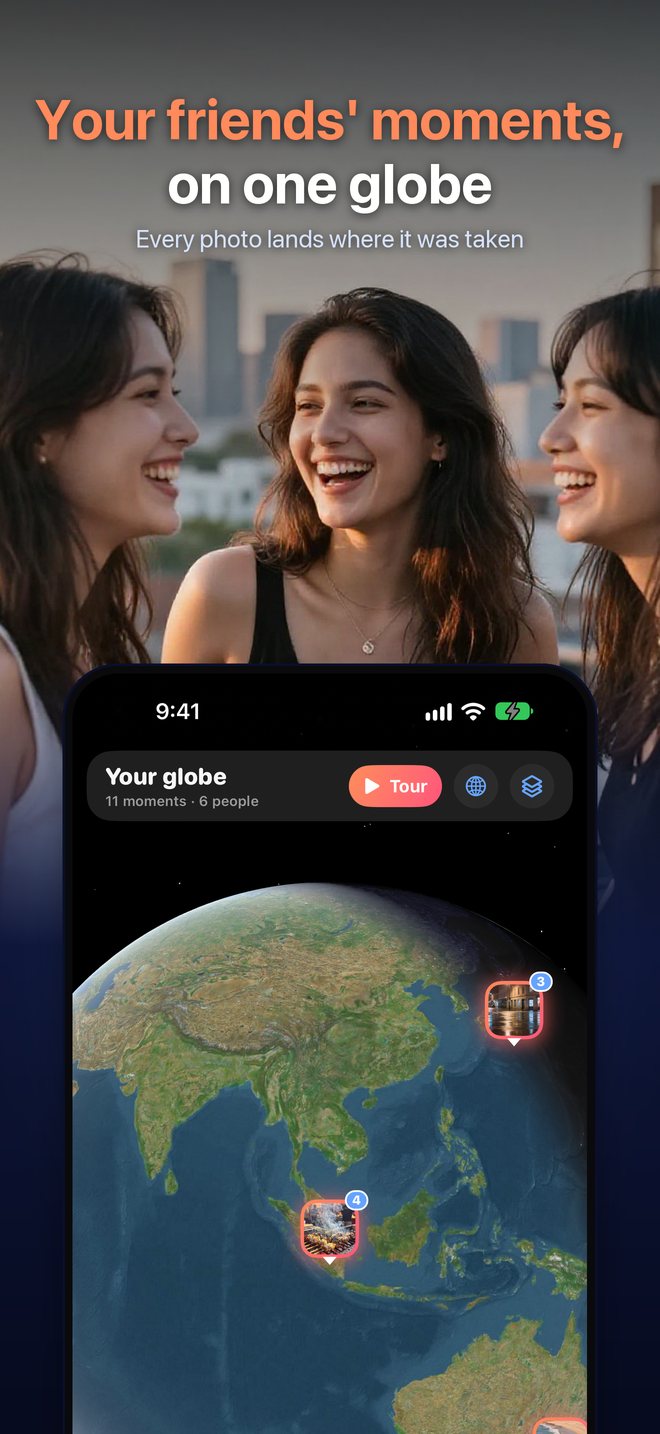 Your friends' moments,
on one globe
Every photo lands where it was taken
9:41
Your globe
11 moments · 6 people
Tour
3
4